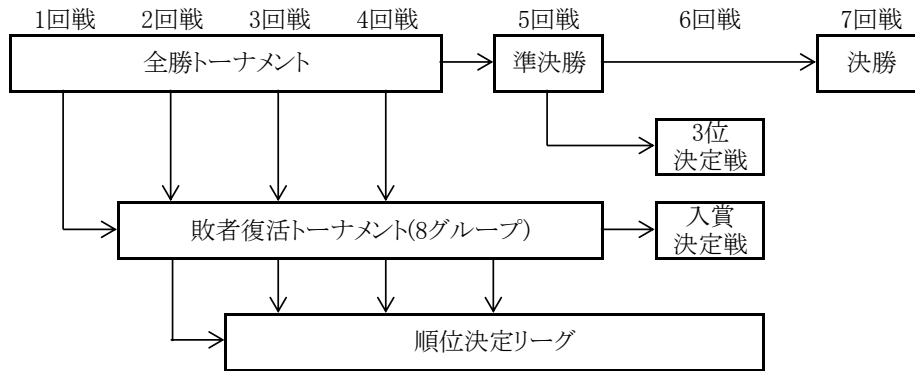 1回戦 2回戦 3回戦 4回戦 5回戦 6回戦 7回戦
全勝トーナメント 準決勝 決勝
3位
決定戦
敗者復活トーナメント(8グループ) 入賞
決定戦
順位決定リーグ